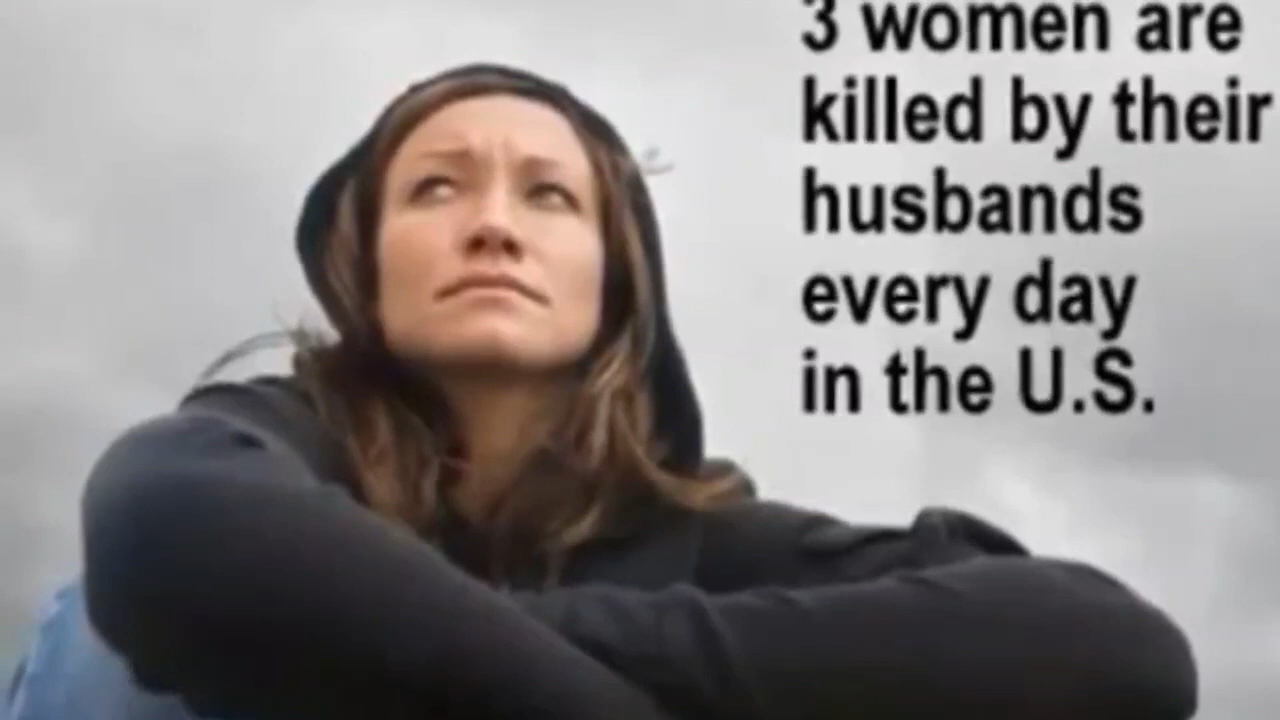 3 women are
killed by their
husbands
every day
in the U.S.